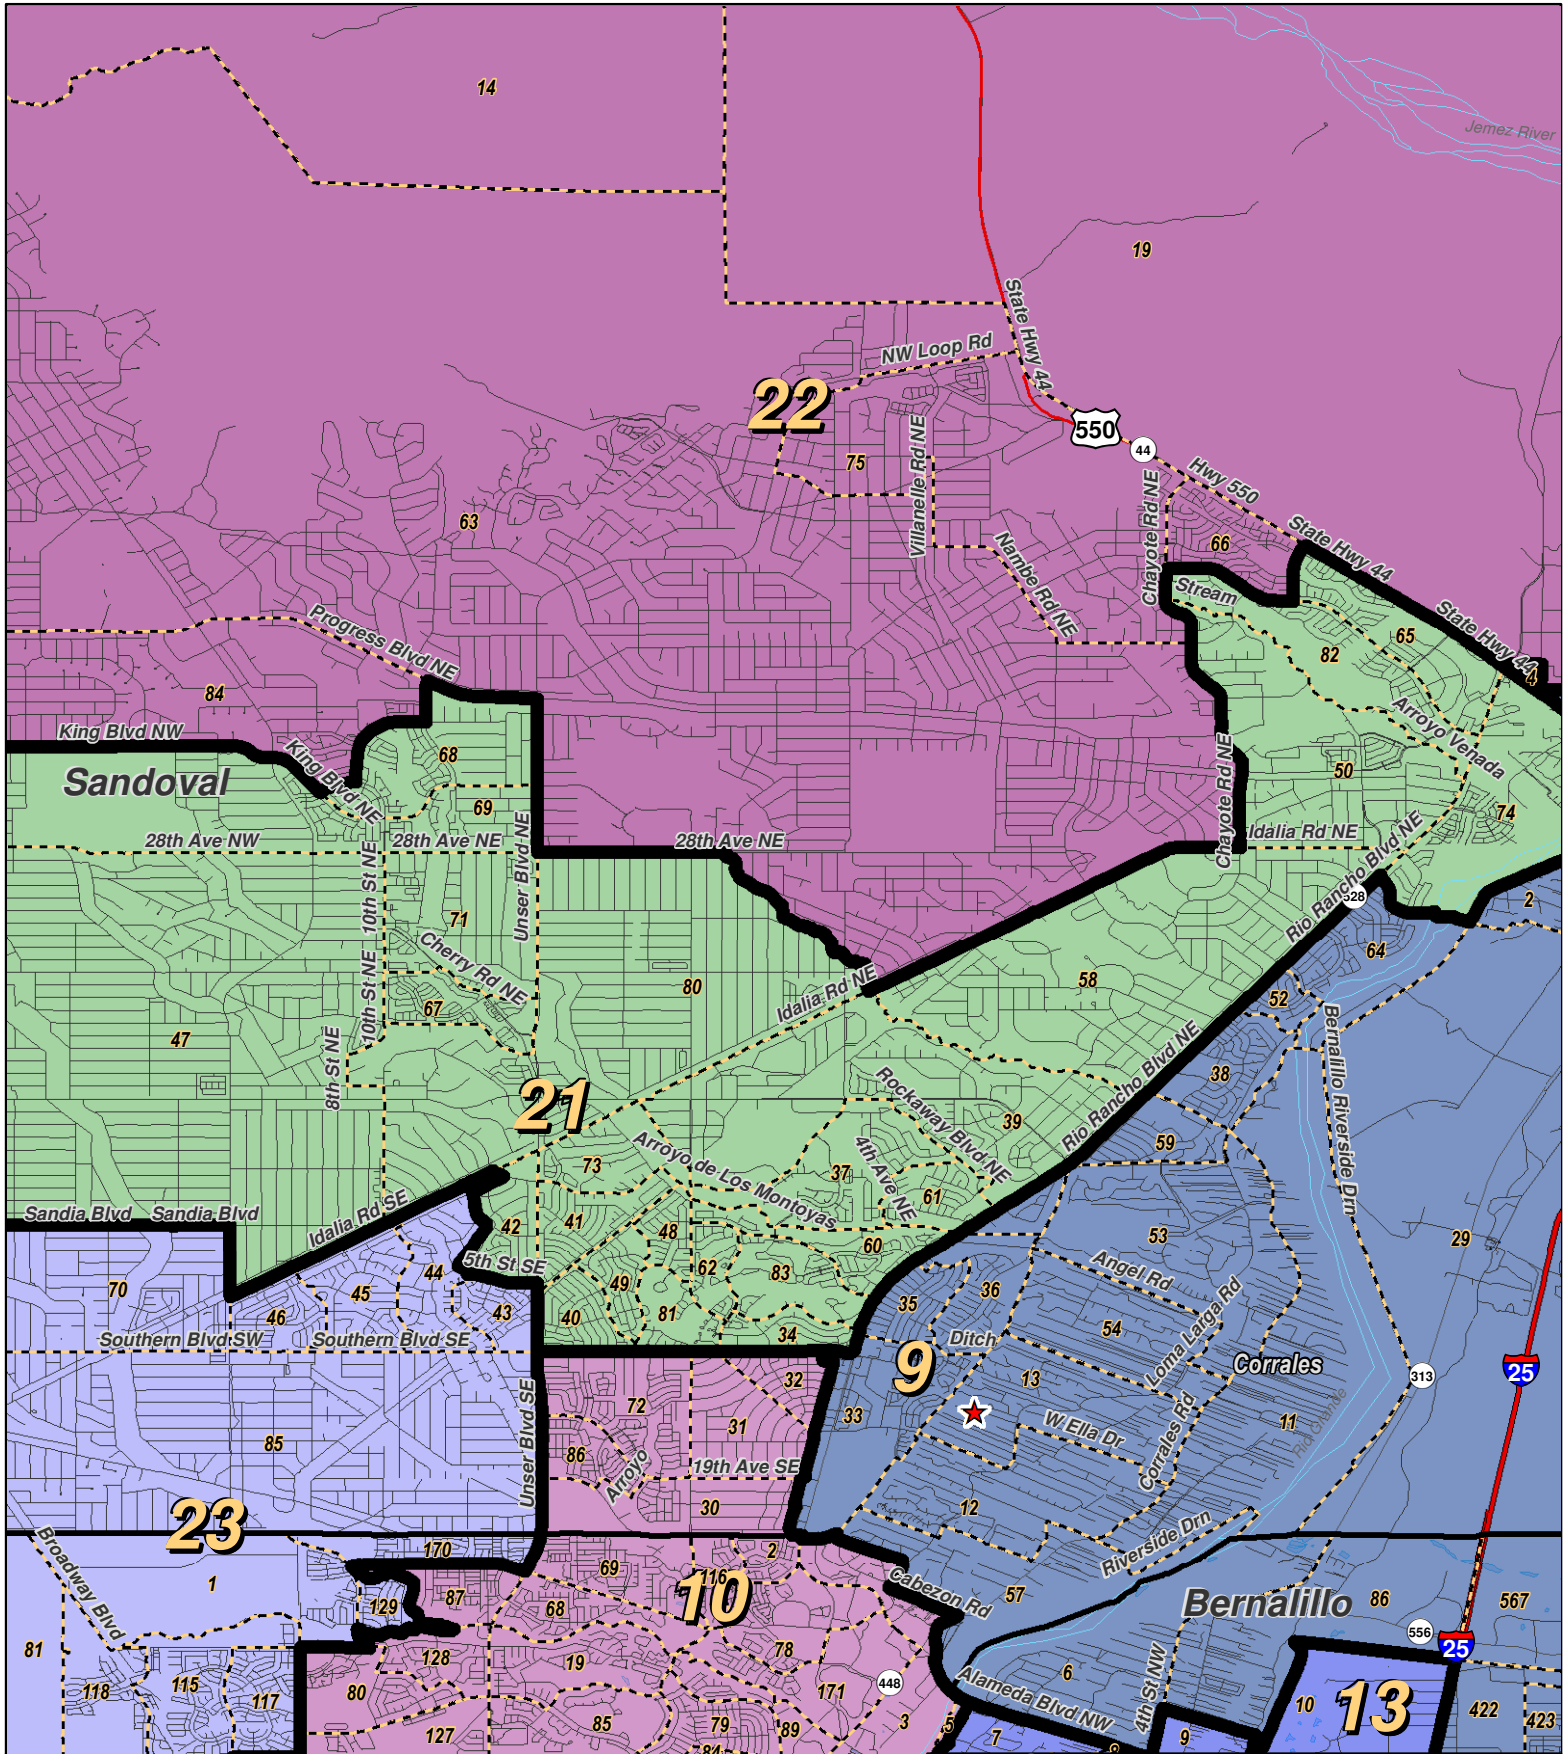 14
Jemez River
19
State Hwy 44
NW Loop Rd
22
550
44
75
Villanelle Rd NE
Hwy 550
Chayote Rd NE
63
Nambe Rd NE
66
State Hwy 44
Stream
Progress Blvd NE
65
82
State Hwy 44
4
84
King Blvd NW
Arroyo Venada
King Blvd NE
68
Sandoval
50
Chayote Rd NE
69
74
28th Ave NW
28th Ave NE
28th Ave NE
Idalia Rd NE
Unser Blvd NE
10th St NE
Rio Rancho Blvd NE
528
2
71
64
Cherry Rd NE
10th St NE
80
Idalia Rd NE
58
52
67
47
Bernalillo Riverside Drn
8th St NE
Rio Rancho Blvd NE
38
21
Rockaway Blvd NE
39
59
Arroyo de Los Montoyas
73
37
4th Ave NE
61
Sandia Blvd
Sandia Blvd
Idalia Rd SE
42
41
48
60
53
29
5th St SE
44
62
83
Angel Rd
70
45
49
36
43
46
40
81
35
Loma Larga Rd
54
Southern Blvd SW
Southern Blvd SE
34
Ditch
9
Corrales
25
313
13
32
72
33
Unser Blvd SE
31
W Ella Dr
11
Rio Grande
85
86
Arroyo
19th Ave SE
Corrales Rd
30
12
23
Riverside Drn
Broadway Blvd
170
2
69
116
10
1
129
87
68
Cabezon Rd
57
Bernalillo
86
567
556
25
81
128
19
78
4th St NW
6
118
115
117
80
171
448
Alameda Blvd NW
10
13
422
423
127
85
79
89
3
5
7
9
84
8